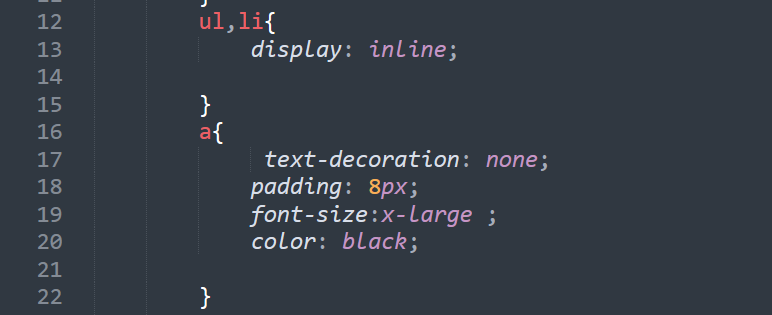 12 ul,li{
13 display: inline;
14
15 }
16 a{
17 text-decoration: none;
18 padding: 8px;
19 font-size:x-large ;
20 color: black;
21
22 }